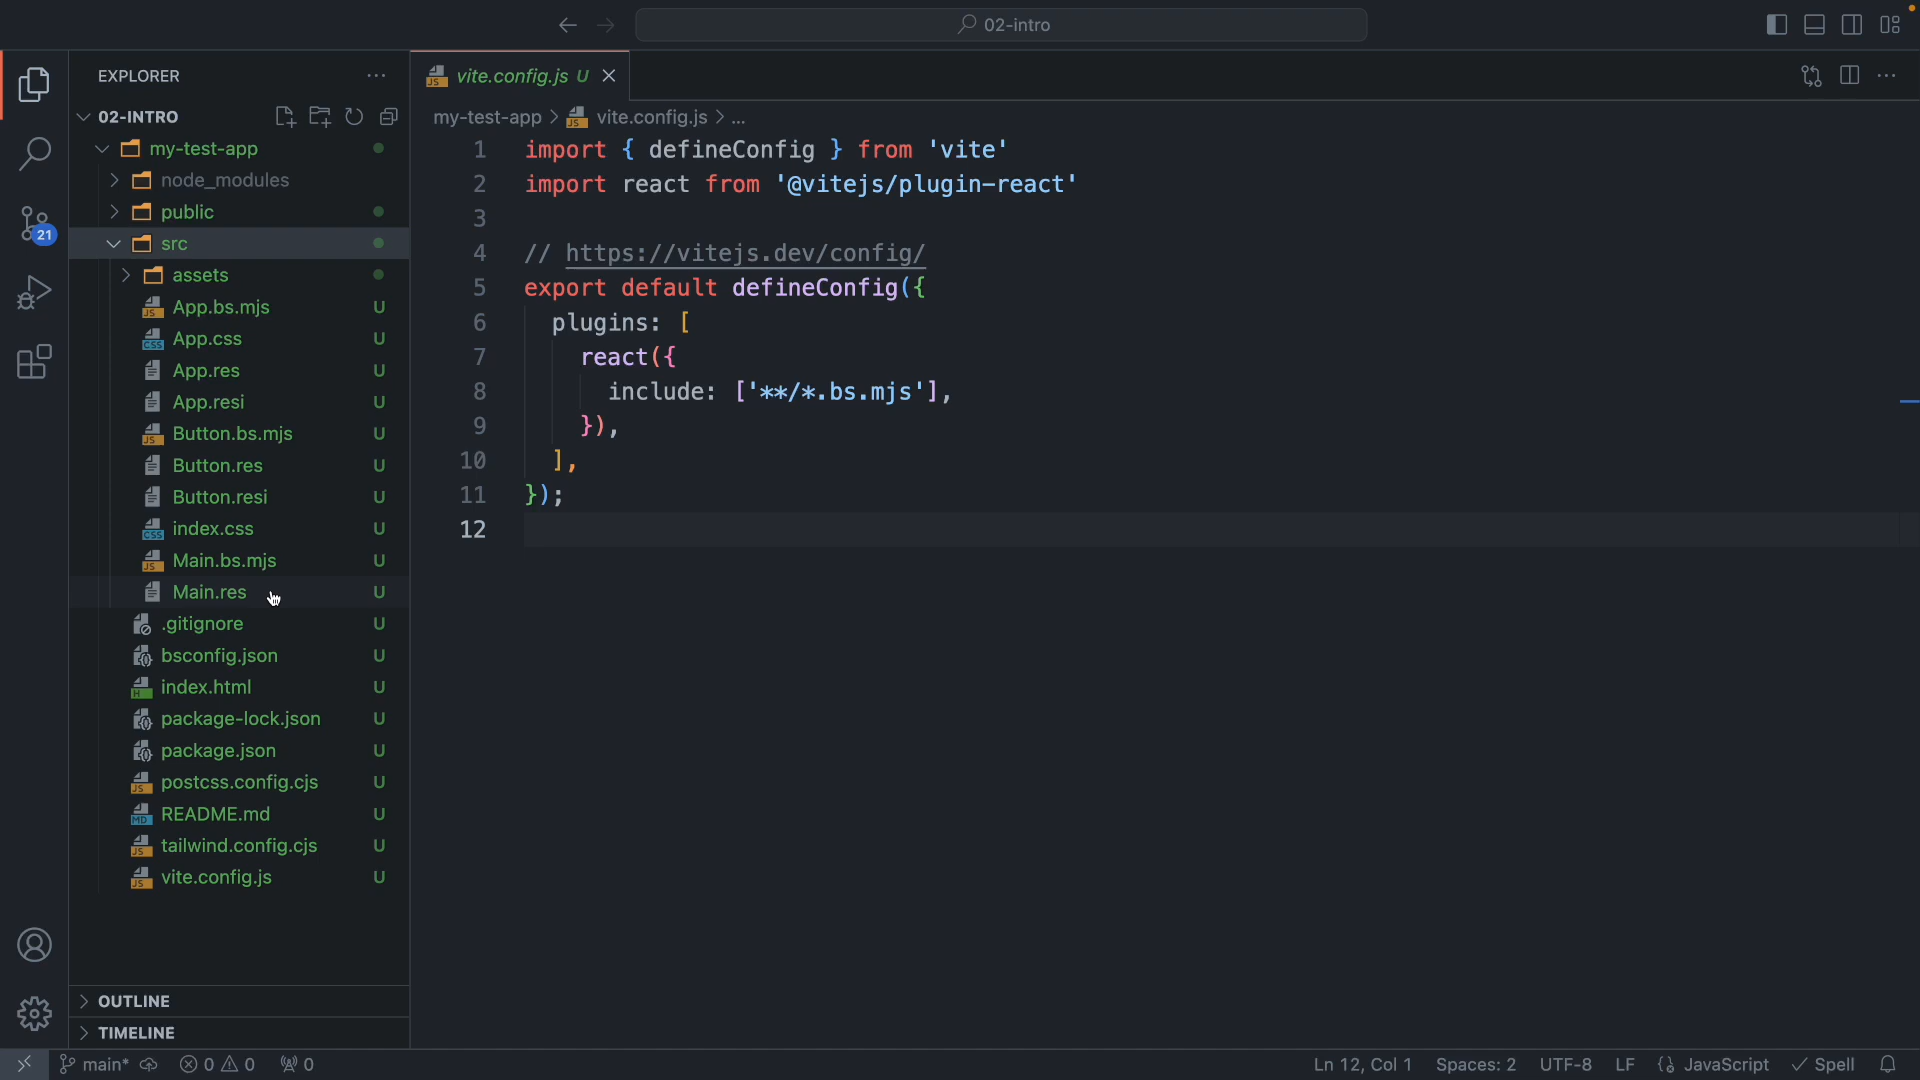 02-intro
EXPLORER
02-INTRO
my-test-app
node_modules
public
src
assets
App.bs.mjs U
App.css U
App.res U
App.resi U
Button.bs.mjs U
Button.res U
Button.resi U
index.css U
Main.bs.mjs U
Main.res U
.gitignore U
bsconfig.json U
index.html U
package-lock.json U
package.json U
postcss.config.cjs U
README.md U
tailwind.config.cjs U
vite.config.js U
OUTLINE
TIMELINE
21
vite.config.js U
my-test-app > vite.config.js > ...
1 import { defineConfig } from 'vite'
2 import react from '@vitejs/plugin-react'
3
4 // https://vitejs.dev/config/
5 export default defineConfig({
6 plugins: [
7 react({
8 include: ['**/*.bs.mjs'],
9 }),
10 ],
11 });
12
main* 0 0 0 Ln 12, Col 1 Spaces: 2 UTF-8 LF {} JavaScript Spell